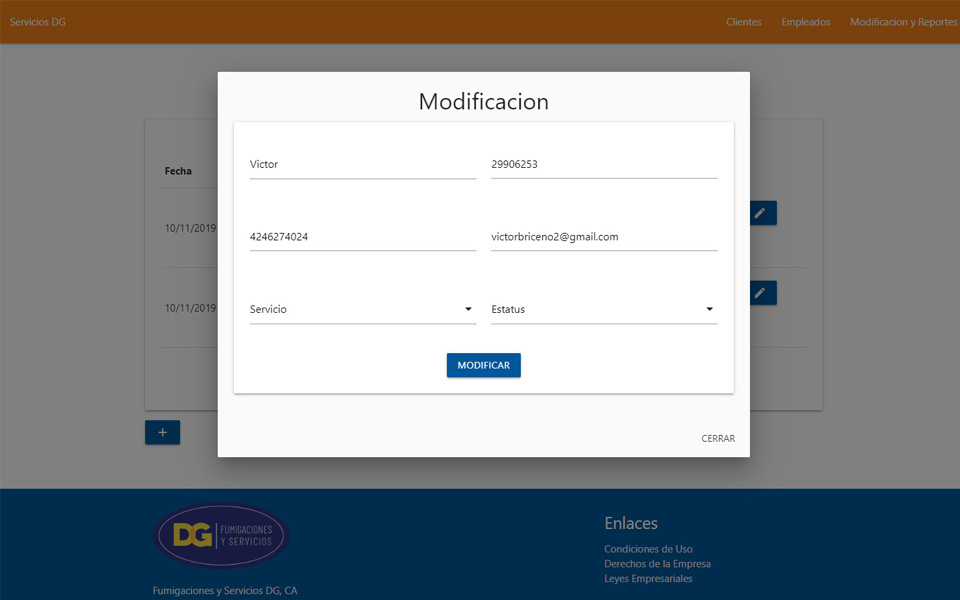 Servicios DG
Clientes Empleados Modificacion y Reportes
Modificacion
Victor 29906253
Fecha
4246274024 victorbriceno2@gmail.com
10/11/2019
Servicio Estatus
10/11/2019
MODIFICAR
+
CERRAR
DG FUMIGACIONES
Y SERVICIOS
Fumigaciones y Servicios DG, CA
Enlaces
Condiciones de Uso
Derechos de la Empresa
Leyes Empresariales